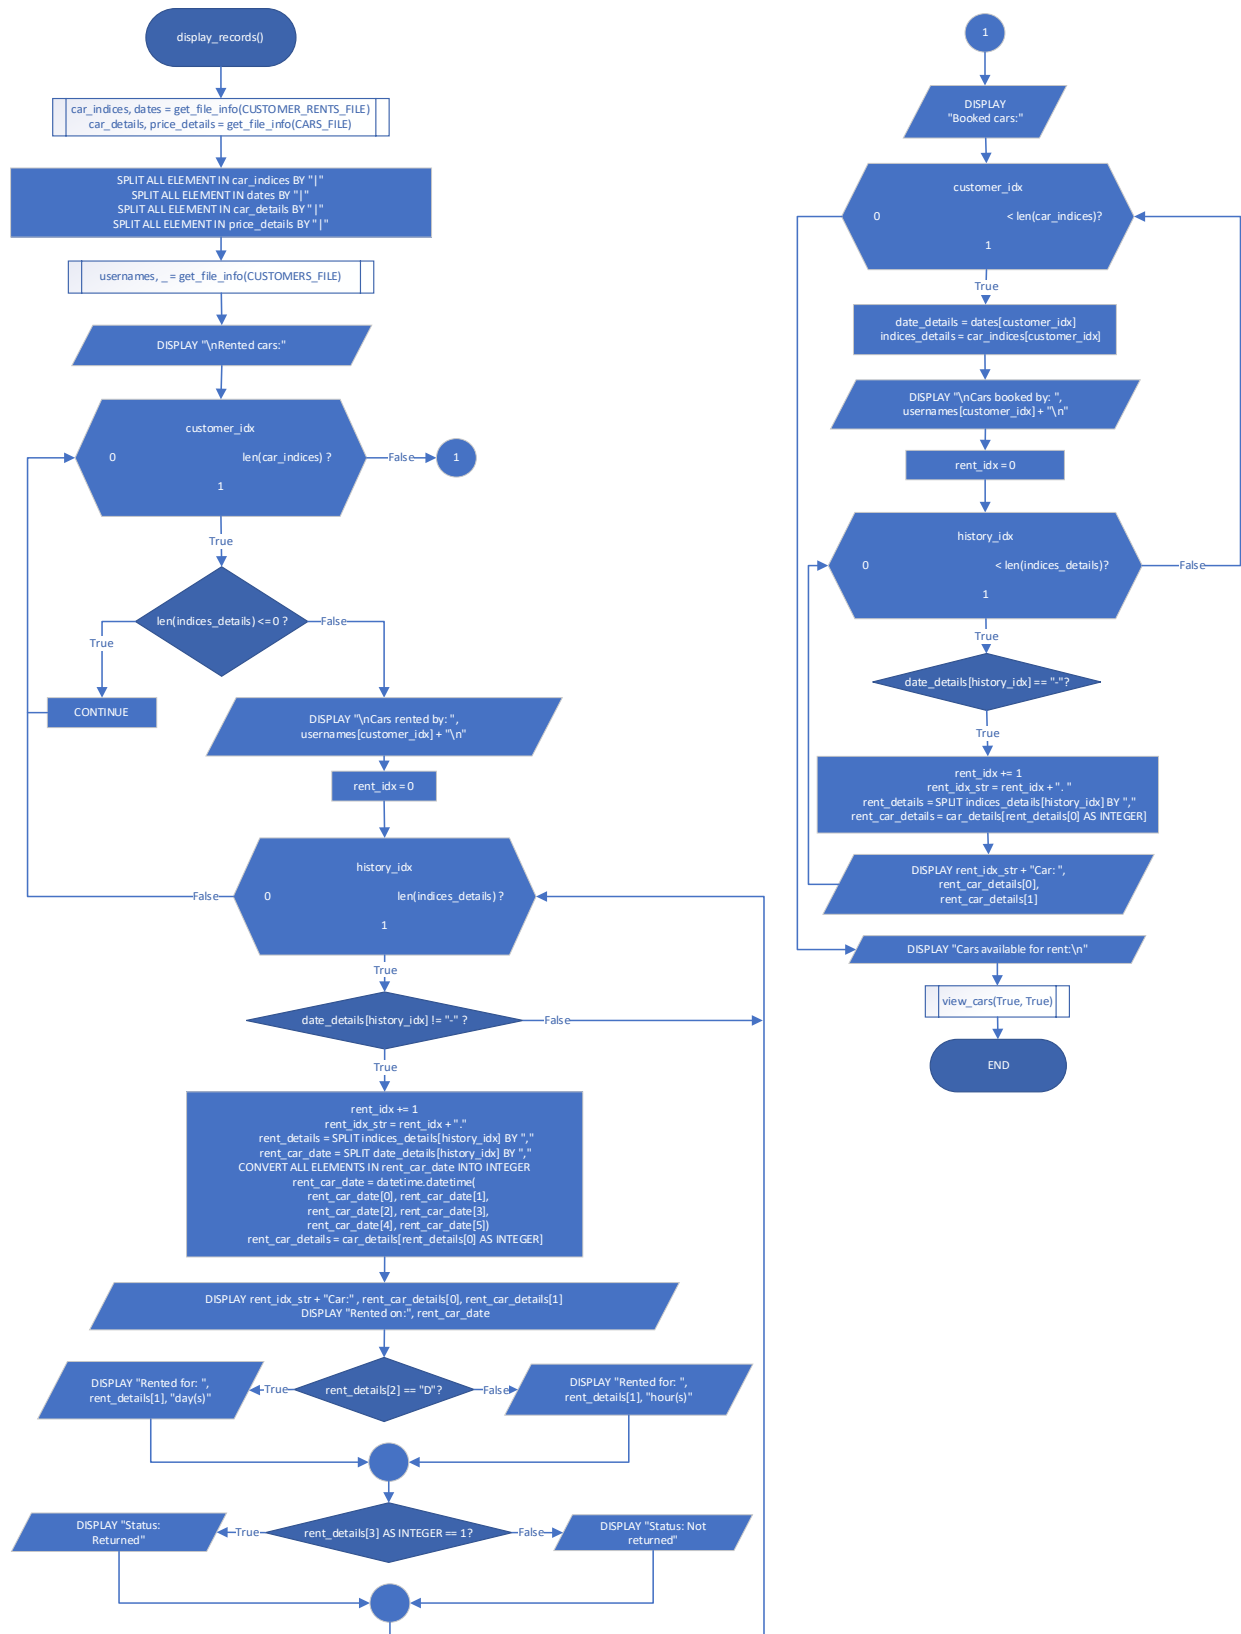 display_records()
car_indices, dates = get_file_info(CUSTOMER_RENTS_FILE)
car_details, price_details = get_file_info(CARS_FILE)
SPLIT ALL ELEMENT IN car_indices BY "|"
SPLIT ALL ELEMENT IN dates BY "|"
SPLIT ALL ELEMENT IN car_details BY "|"
SPLIT ALL ELEMENT IN price_details BY "|"
usernames, _ = get_file_info(CUSTOMERS_FILE)
DISPLAY "\nRented cars:"
customer_idx
0
len(car_indices) ?
1
False
1
True
len(indices_details) <=0 ?
True
False
CONTINUE
DISPLAY "\nCars rented by: ",
usernames[customer_idx] + "\n"
rent_idx = 0
history_idx
0
len(indices_details) ?
1
False
True
date_details[history_idx] != "-" ?
False
True
rent_idx += 1
rent_idx_str = rent_idx + "."
rent_details = SPLIT indices_details[history_idx] BY ","
rent_car_date = SPLIT date_details[history_idx] BY ","
CONVERT ALL ELEMENTS IN rent_car_date INTO INTEGER
rent_car_date = datetime.datetime(
rent_car_date[0], rent_car_date[1],
rent_car_date[2], rent_car_date[3],
rent_car_date[4], rent_car_date[5])
rent_car_details = car_details[rent_details[0] AS INTEGER]
DISPLAY rent_idx_str + "Car:" , rent_car_details[0], rent_car_details[1]
DISPLAY "Rented on:", rent_car_date
rent_details[2] == "D"?
True
False
DISPLAY "Rented for: ",
rent_details[1], "day(s)"
DISPLAY "Rented for: ",
rent_details[1], "hour(s)"
rent_details[3] AS INTEGER == 1?
True
False
DISPLAY "Status:
Returned"
DISPLAY "Status: Not
returned"
1
DISPLAY
"Booked cars:"
customer_idx
0
< len(car_indices)?
1
True
date_details = dates[customer_idx]
indices_details = car_indices[customer_idx]
DISPLAY "\nCars booked by: ",
usernames[customer_idx] + "\n"
rent_idx = 0
history_idx
0
< len(indices_details)?
1
False
True
date_details[history_idx] == "-"?
True
rent_idx += 1
rent_idx_str = rent_idx + ". "
rent_details = SPLIT indices_details[history_idx] BY ","
rent_car_details = car_details[rent_details[0] AS INTEGER]
DISPLAY rent_idx_str + "Car: ",
rent_car_details[0],
rent_car_details[1]
DISPLAY "Cars available for rent:\n"
view_cars(True, True)
END